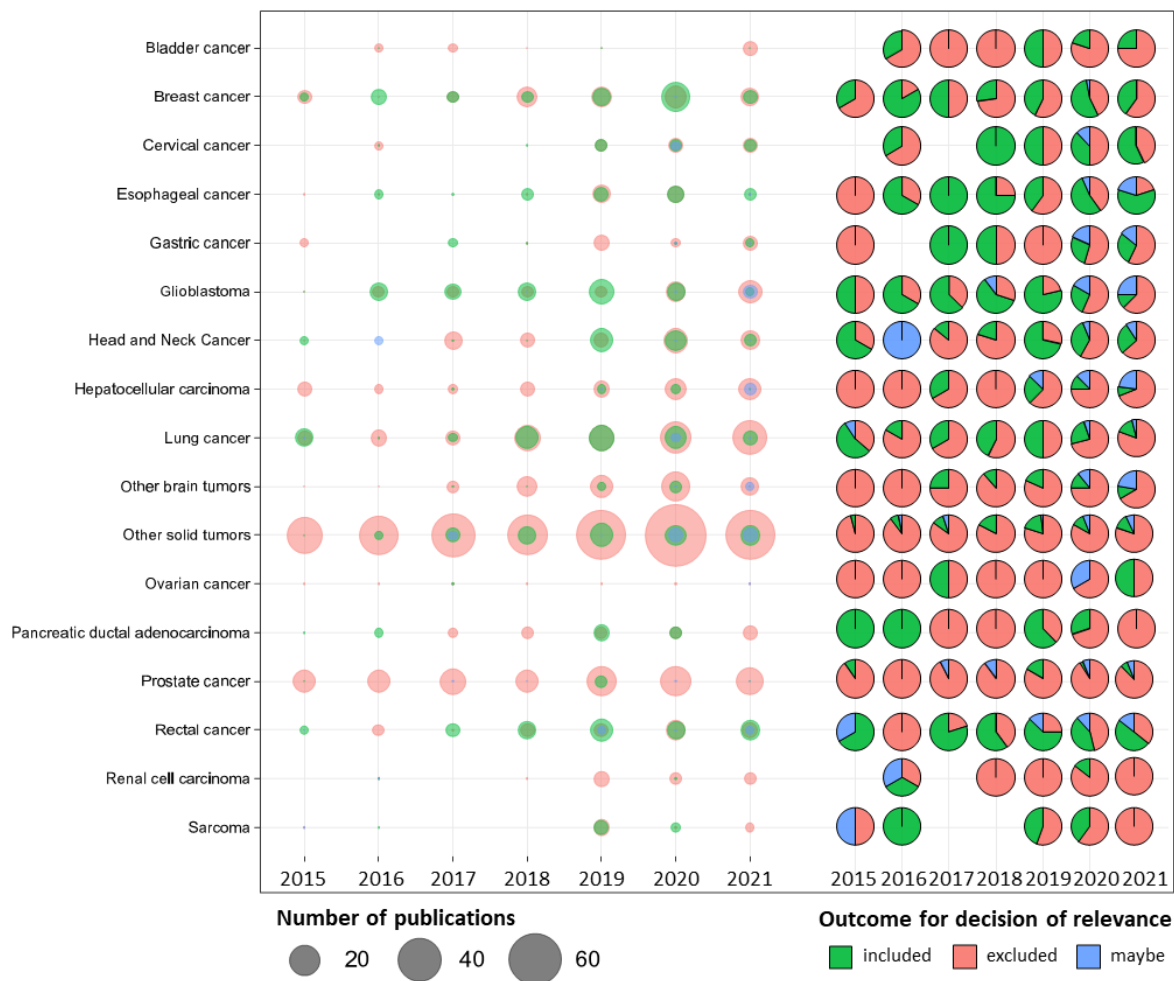 Bladder cancer
Breast cancer
Cervical cancer
Esophageal cancer
Gastric cancer
Glioblastoma
Head and Neck Cancer
Hepatocellular carcinoma
Lung cancer
Other brain tumors
Other solid tumors
Ovarian cancer
Pancreatic ductal adenocarcinoma
Prostate cancer
Rectal cancer
Renal cell carcinoma
Sarcoma
2015 2016 2017 2018 2019 2020 2021 2015 2016 2017 2018 2019 2020 2021
Number of publications
20 40 60
Outcome for decision of relevance
included excluded maybe